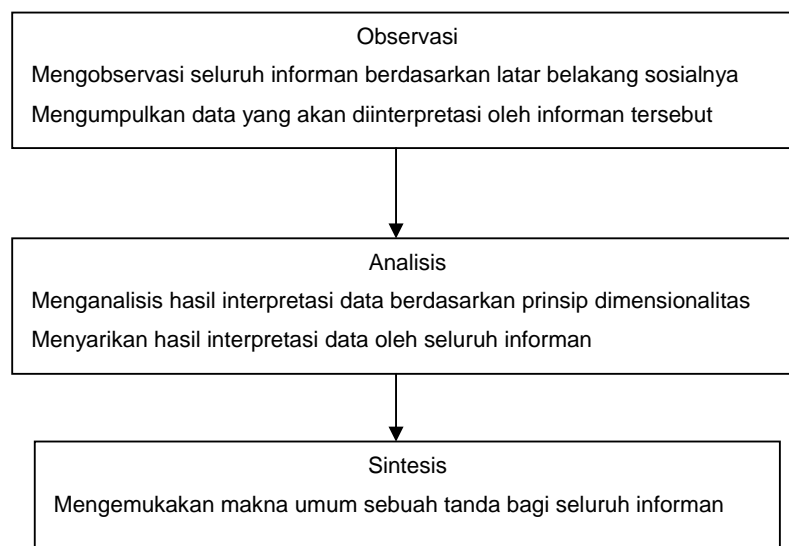 Observasi
Mengobservasi seluruh informan berdasarkan latar belakang sosialnya
Mengumpulkan data yang akan diinterpretasi oleh informan tersebut
Analisis
Menganalisis hasil interpretasi data berdasarkan prinsip dimensionalitas
Menyarikan hasil interpretasi data oleh seluruh informan
Sintesis
Mengemukakan makna umum sebuah tanda bagi seluruh informan